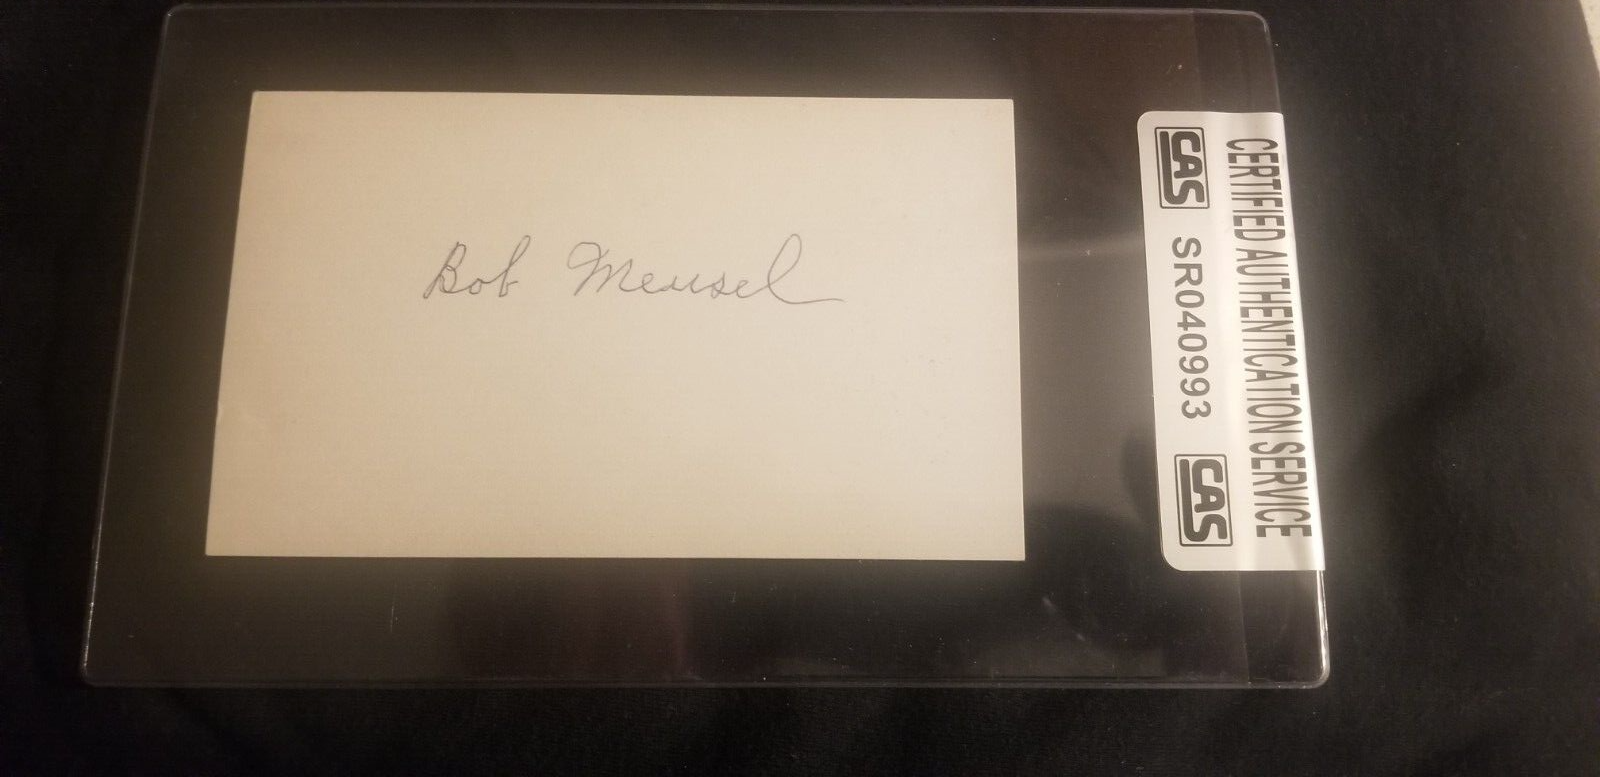 Bob Meusel
CAS SR040993 CAS
CERTIFIED AUTHENTICATION SERVICE